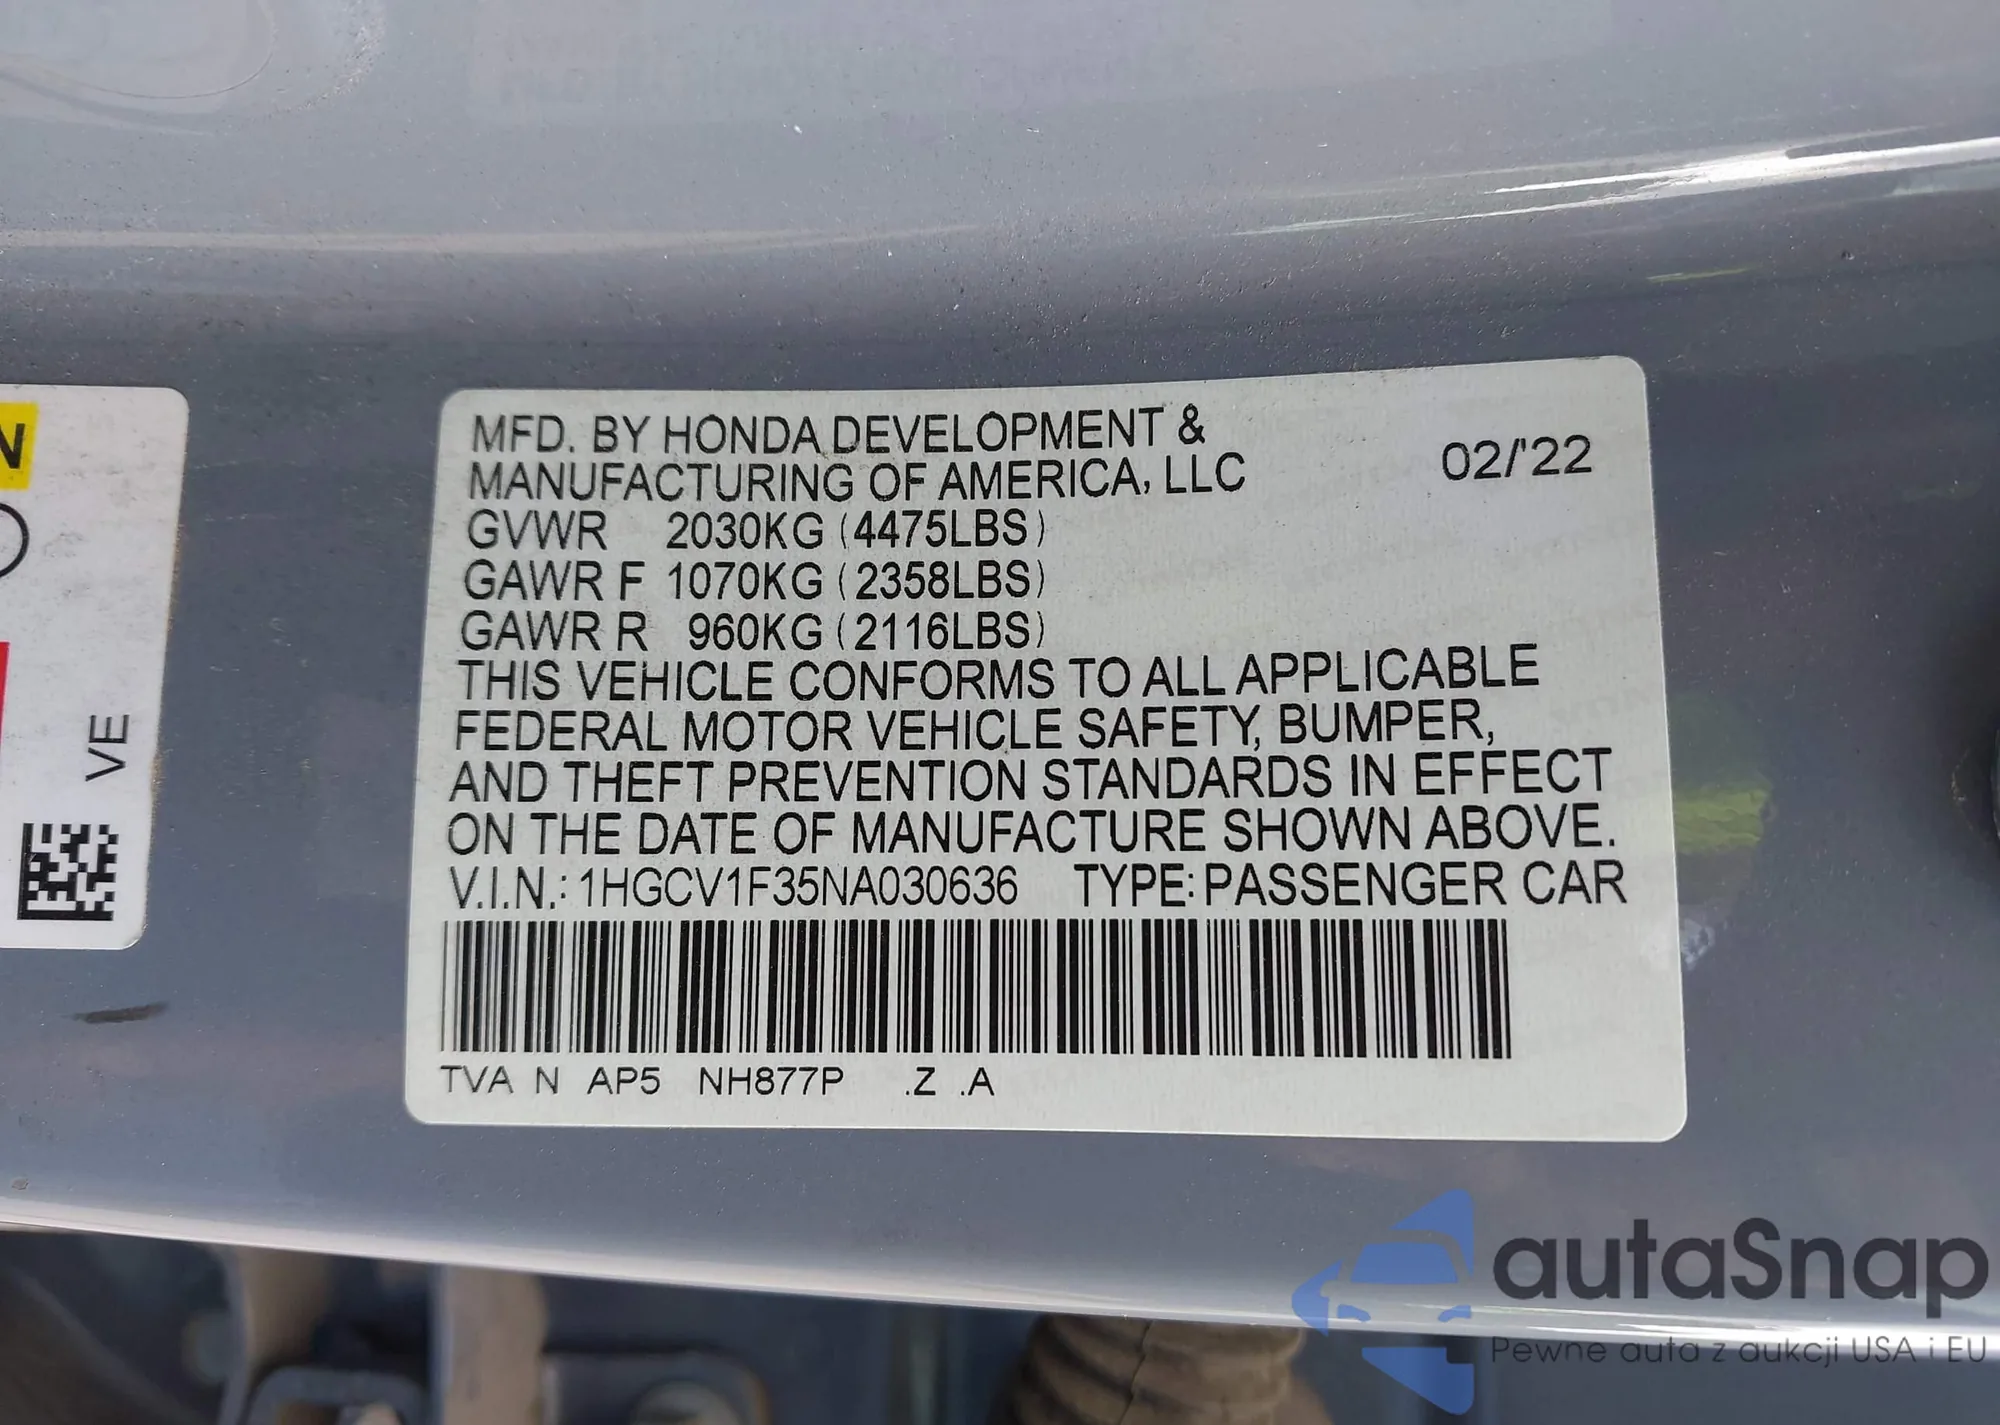 N
VE
MFD. BY HONDA DEVELOPMENT &
MANUFACTURING OF AMERICA, LLC
02/'22
GVWR 2030KG (4475LBS)
GAWR F 1070KG (2358LBS)
GAWR R 960KG (2116LBS)
THIS VEHICLE CONFORMS TO ALL APPLICABLE
FEDERAL MOTOR VEHICLE SAFETY, BUMPER,
AND THEFT PREVENTION STANDARDS IN EFFECT
ON THE DATE OF MANUFACTURE SHOWN ABOVE.
V.I.N.: 1HGCV1F35NA030636 TYPE: PASSENGER CAR
TVA N AP5 NH877P .Z .A
autaSnap
Pewne auta z aukcji USA i EU